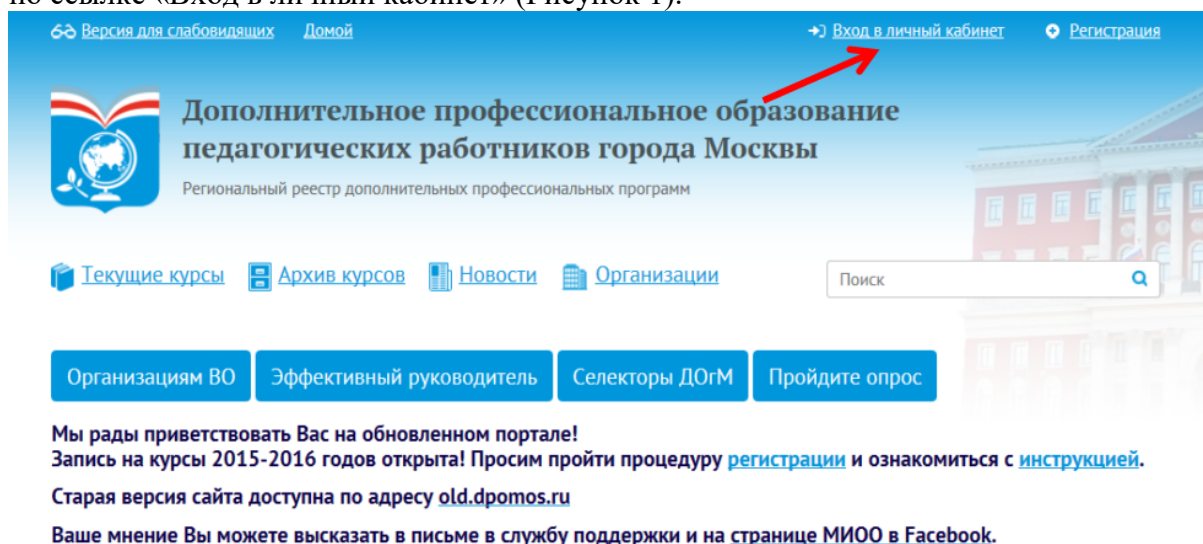 по ссылке «Вход в личный кабинет» (Рисунок 1).
Версия для слабовидящих Домой Вход в личный кабинет Регистрация
Дополнительное профессиональное образование
педагогических работников города Москвы
Региональный реестр дополнительных профессиональных программ
Текущие курсы Архив курсов Новости Организации Поиск
Организациям ВО Эффективный руководитель Селекторы ДОгМ Пройдите опрос
Мы рады приветствовать Вас на обновленном портале!
Запись на курсы 2015-2016 годов открыта! Просим пройти процедуру регистрации и ознакомиться с инструкцией.
Старая версия сайта доступна по адресу old.dpomos.ru
Ваше мнение Вы можете высказать в письме в службу поддержки и на странице МИОО в Facebook.